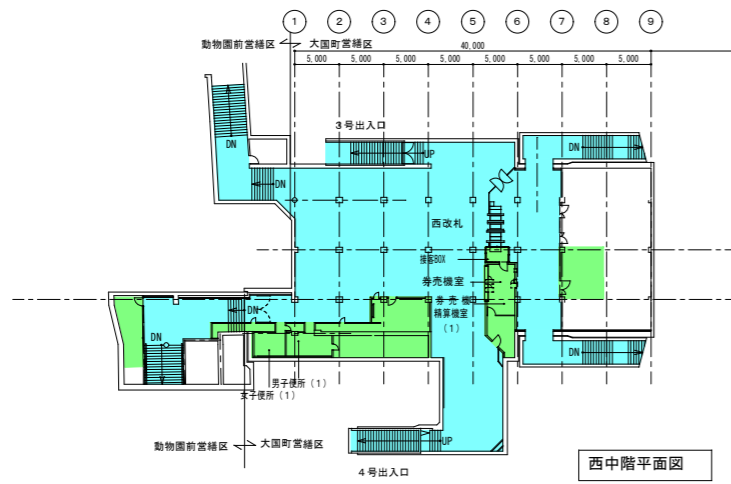 ① ② ③ ④ ⑤ ⑥ ⑦ ⑧ ⑨
動物園前営繕区 大国町営繕区
40,000
5,000 5,000 5,000 5,000 5,000 5,000 5,000 5,000
3号出入口
DN
UP
DN
DN
西改札
接客BOX
券売機室
券売機
精算機室
(1)
DN
DN
DN
男子便所(1)
女子便所(1)
動物園前営繕区 大国町営繕区
UP
4号出入口
西中階平面図